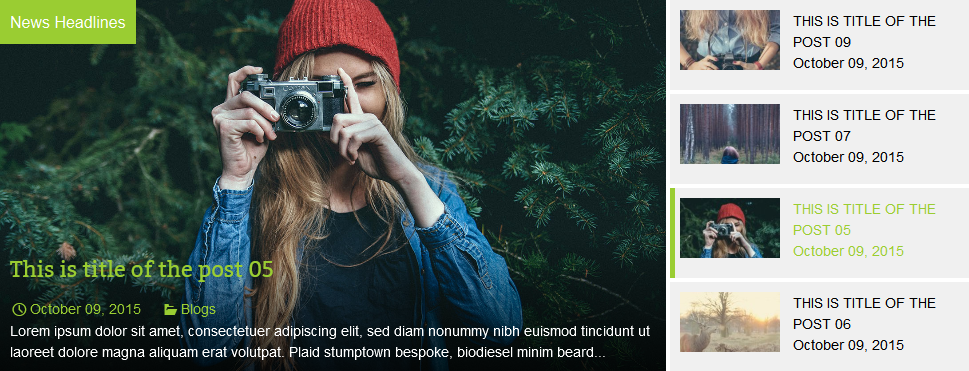 News Headlines
This is title of the post 05
October 09, 2015 Blogs
Lorem ipsum dolor sit amet, consectetuer adipiscing elit, sed diam nonummy nibh euismod tincidunt ut
laoreet dolore magna aliquam erat volutpat. Plaid stumptown bespoke, biodiesel minim beard...
THIS IS TITLE OF THE
POST 09
October 09, 2015
THIS IS TITLE OF THE
POST 07
October 09, 2015
THIS IS TITLE OF THE
POST 05
October 09, 2015
THIS IS TITLE OF THE
POST 06
October 09, 2015